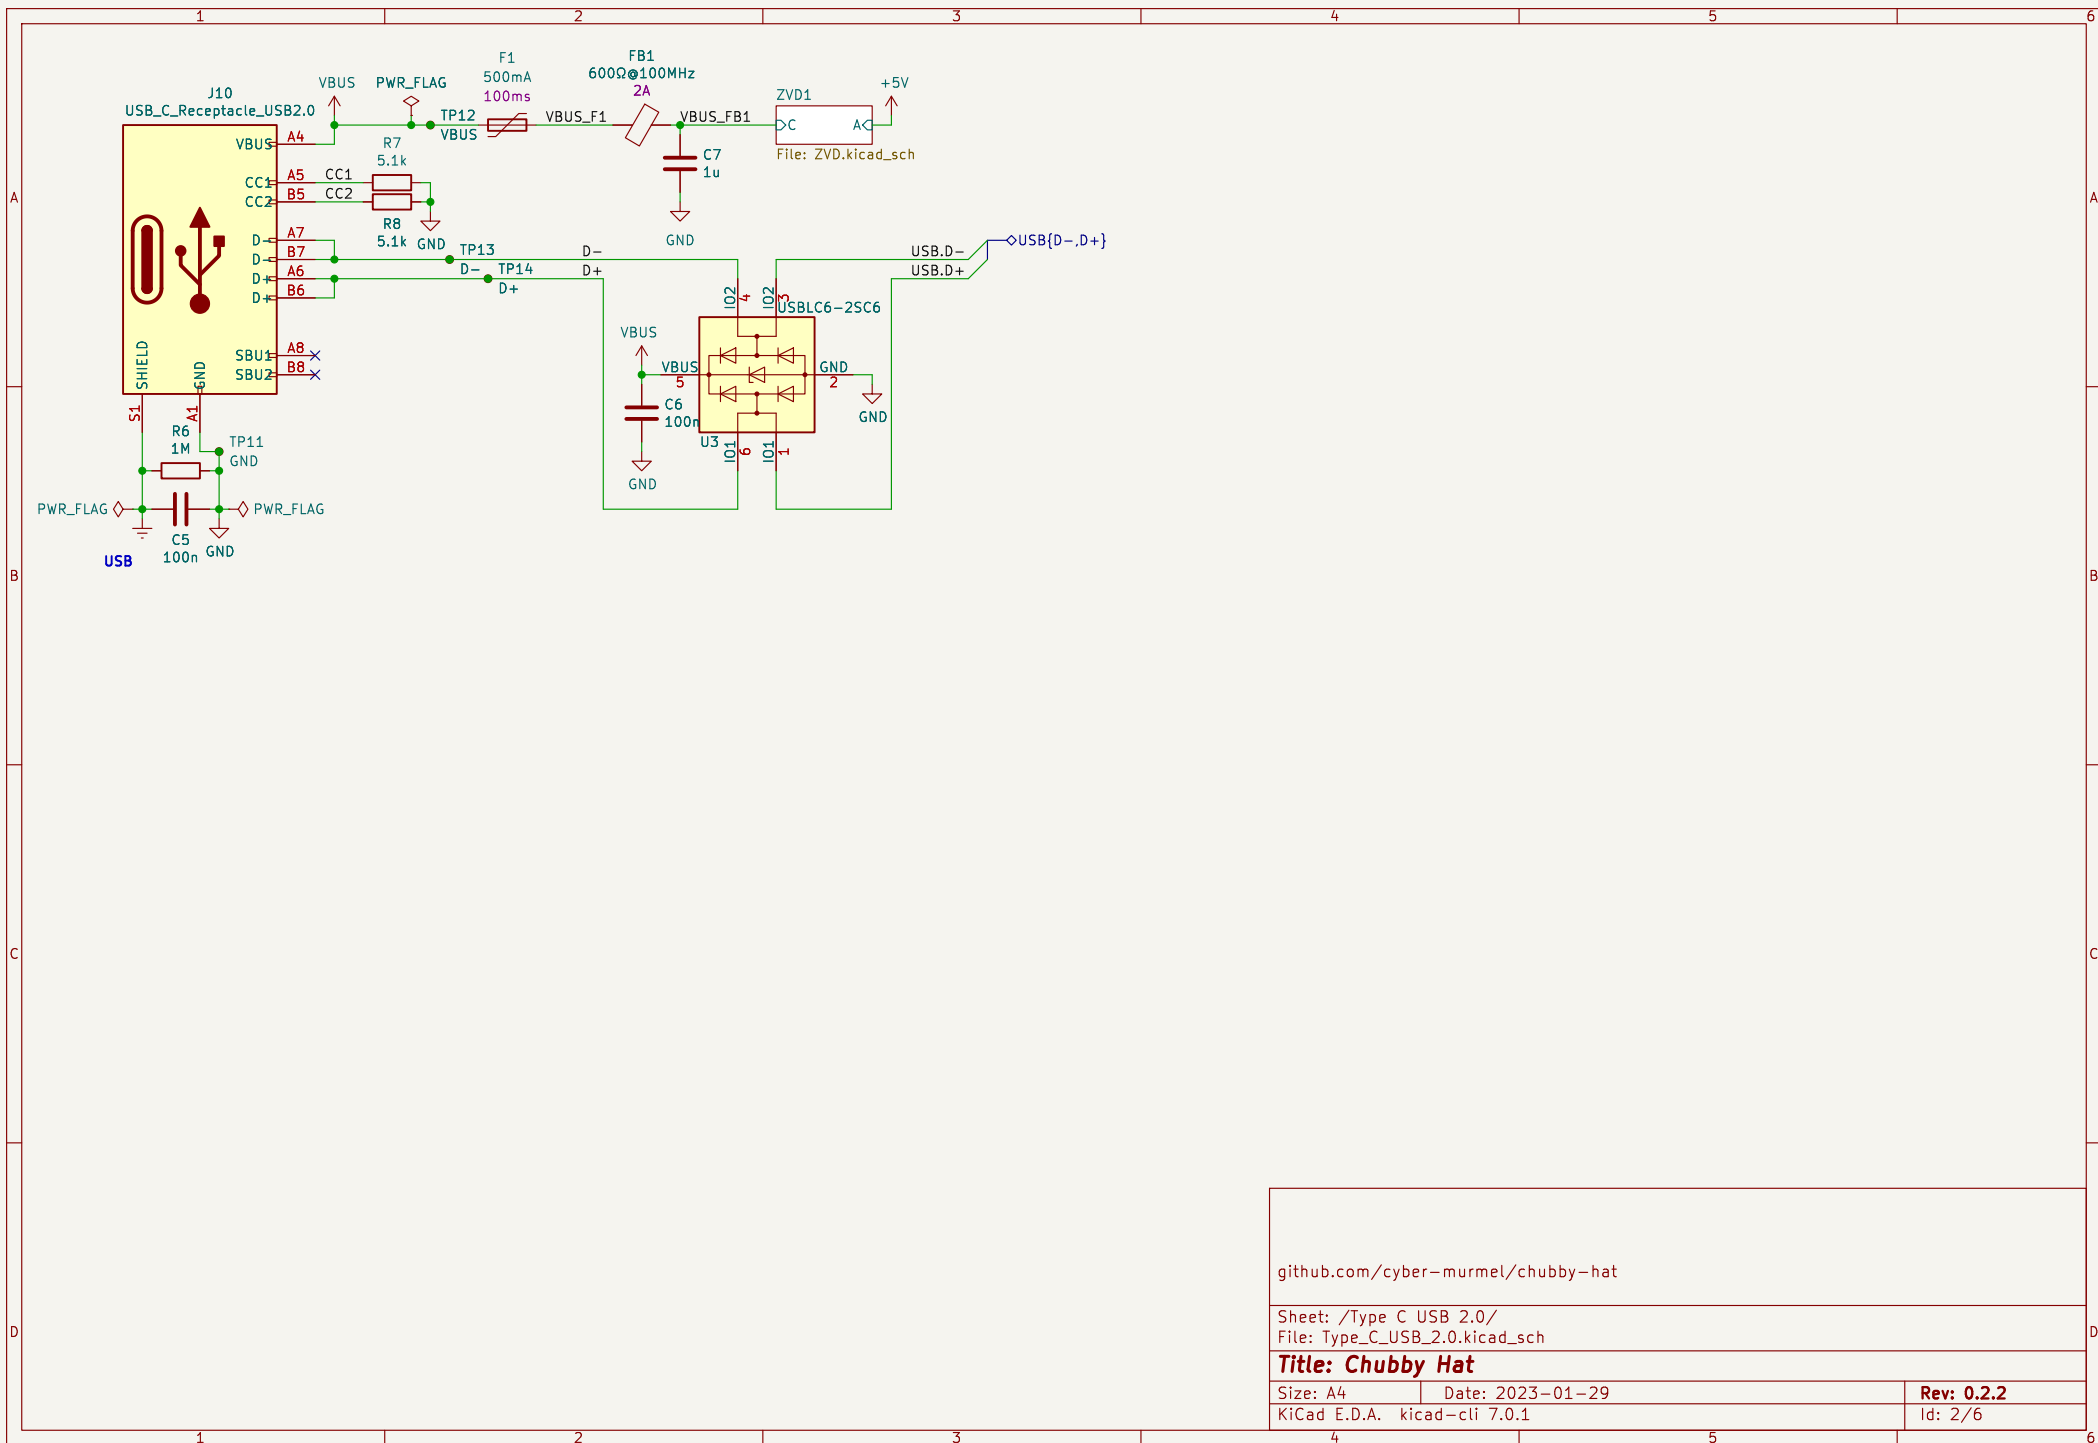 1 2 3 4 5 6
A
B
C
D
A
B
C
D
1 2 3 4 5 6
J10
USB_C_Receptacle_USB2.0
VBUS
A4
CC1
A5
CC2
B5
D-
A7
D-
B7
D+
A6
D+
B6
SBU1
A8
SBU2
B8
SHIELD
GND
S1
A1
VBUS
PWR_FLAG
TP12
VBUS
F1
500mA
100ms
VBUS_F1
FB1
600Ω@100MHz
2A
VBUS_FB1
C7
1u
GND
ZVD1
C
A
File: ZVD.kicad_sch
+5V
R7
5.1k
CC1
CC2
R8
5.1k
GND
TP13
D-
TP14
D+
D-
D+
USB.D-
USB.D+
USB{D-,D+}
USBLC6-2SC6
IO2
4
IO2
3
VBUS
VBUS
5
GND
2
GND
C6
100n
GND
U3
IO1
6
IO1
1
R6
1M
TP11
GND
PWR_FLAG
PWR_FLAG
C5
100n
GND
USB
github.com/cyber-murmel/chubby-hat
Sheet: /Type C USB 2.0/
File: Type_C_USB_2.0.kicad_sch
Title: Chubby Hat
Size: A4
Date: 2023-01-29
Rev: 0.2.2
KiCad E.D.A. kicad-cli 7.0.1
Id: 2/6